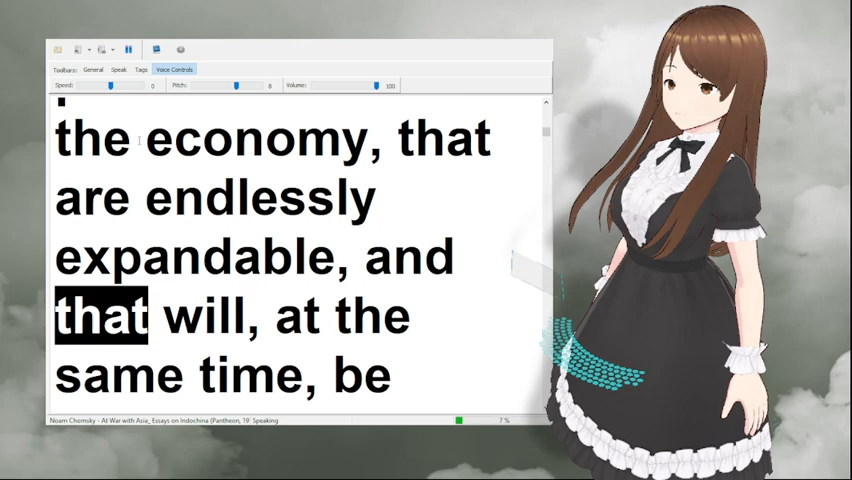 Toolbars: General Speak Tags Voice Controls
Speed: 0 Pitch: 8 Volume: 100
the economy, that
are endlessly
expandable, and
that will, at the
same time, be
Noam Chomsky - At War with Asia_ Essays on Indochina (Pantheon, 19 Speaking 7 %